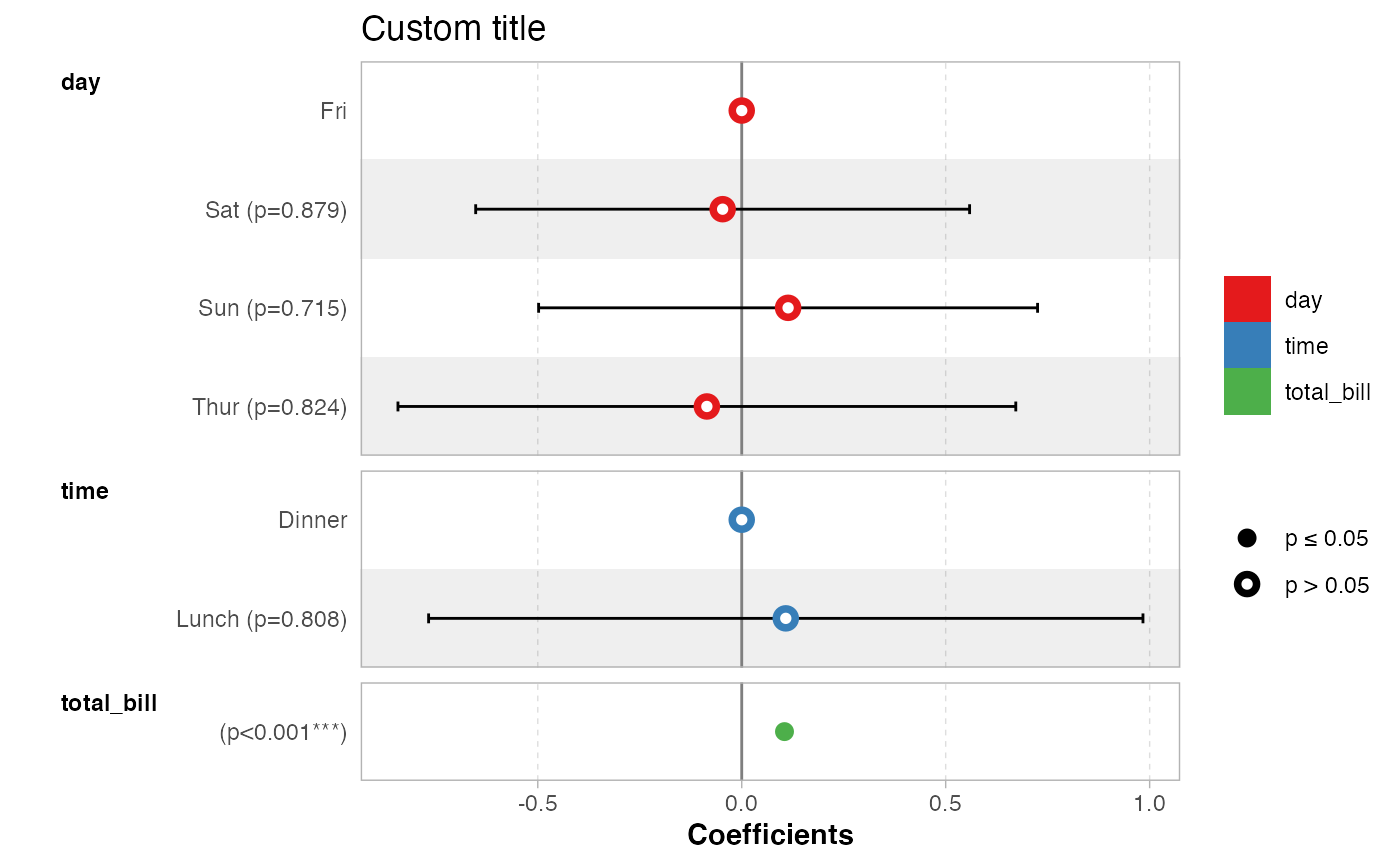 Custom title
day
Fri
Sat (p=0.879)
Sun (p=0.715)
Thur (p=0.824)
time
Dinner
Lunch (p=0.808)
total_bill
(p<0.001***)
-0.5
0.0
0.5
1.0
Coefficients
day
time
total_bill
p ≤ 0.05
p > 0.05